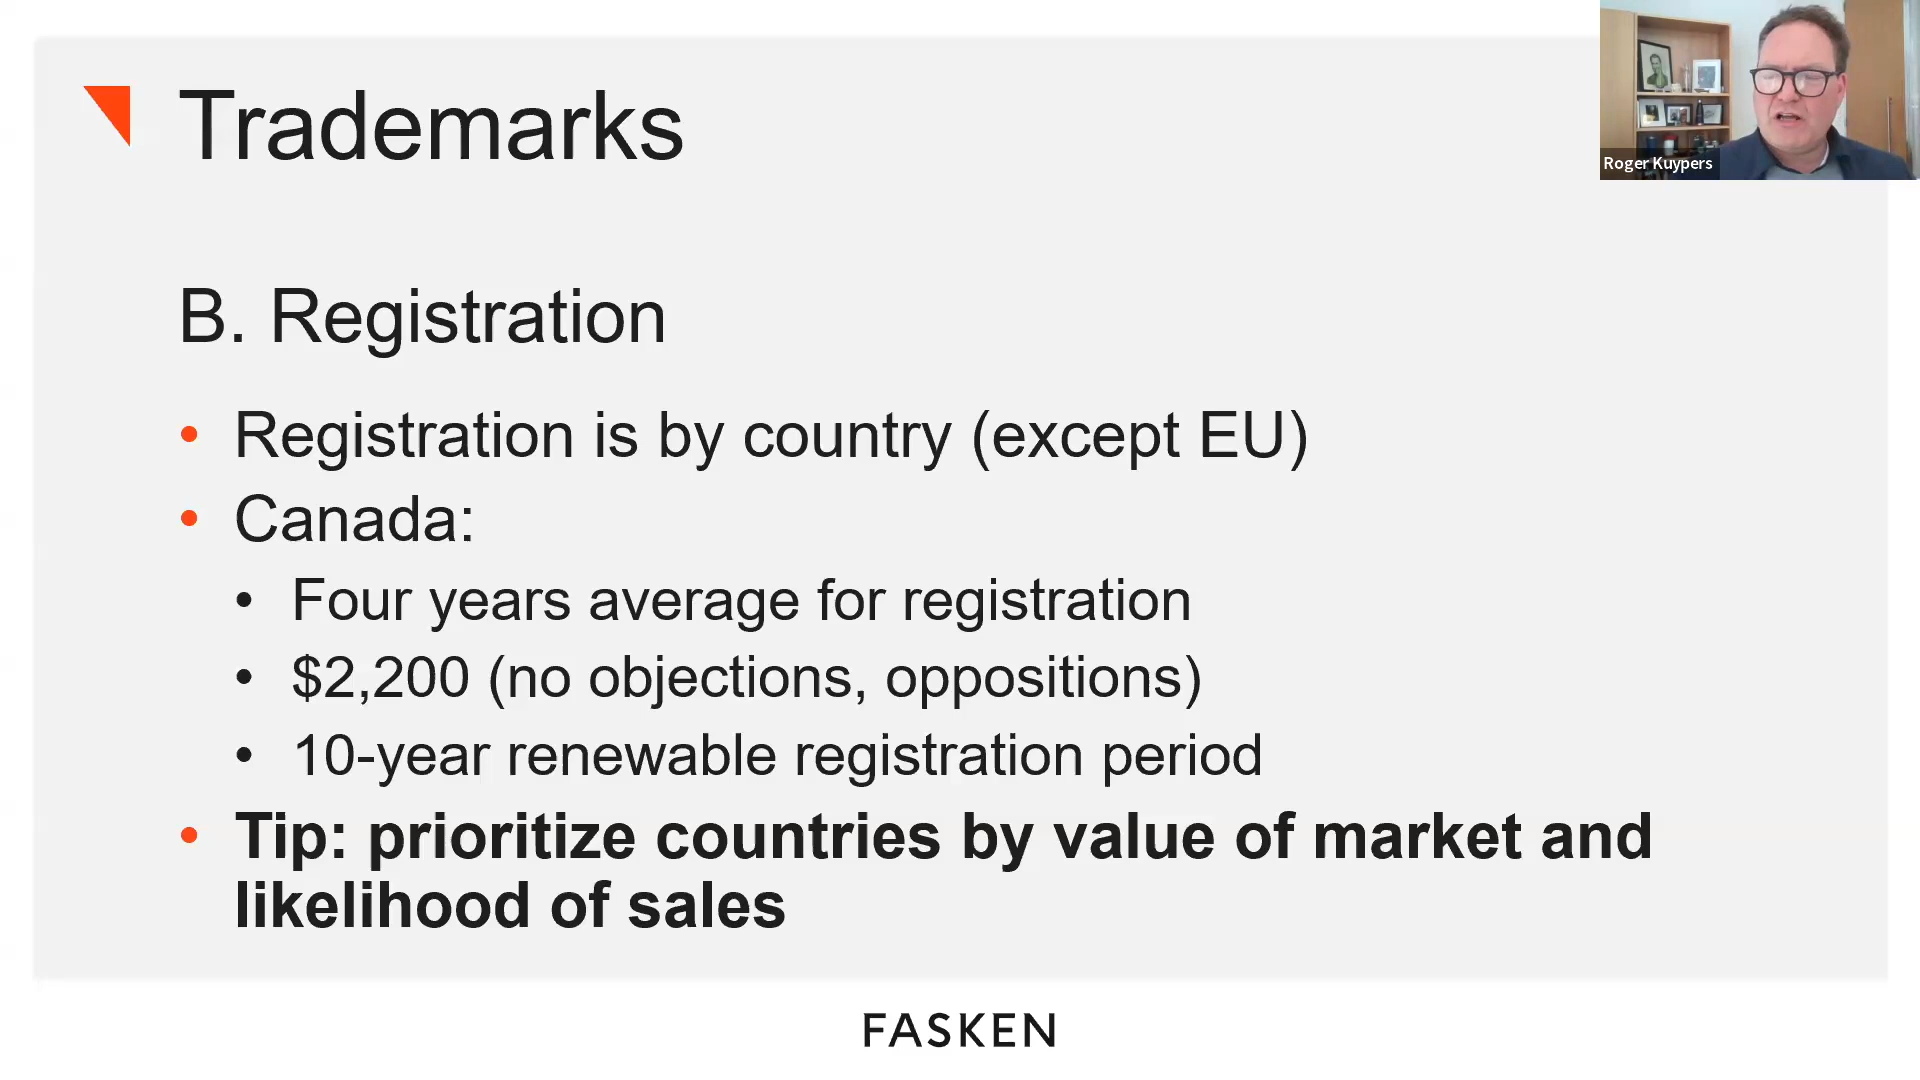 Trademarks
Roger Kuypers
B. Registration
• Registration is by country (except EU)
• Canada:
• Four years average for registration
• $2,200 (no objections, oppositions)
• 10-year renewable registration period
• Tip: prioritize countries by value of market and
likelihood of sales
FASKEN